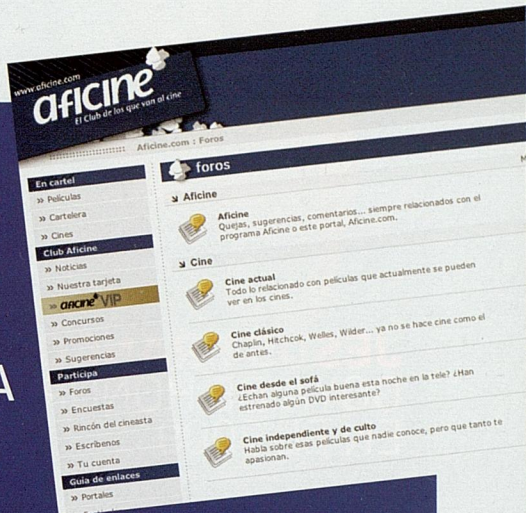 www.aficine.com
aficine
El Club de los que van al cine
Aficine.com : Foros
En cartel
» Películas
» Cartelera
» Cines
Club Aficine
» Noticias
» Nuestra tarjeta
» aficine VIP
» Concursos
» Promociones
» Sugerencias
Participa
» Foros
» Encuestas
» Rincón del cineasta
» Escríbenos
» Tu cuenta
Guía de enlaces
» Portales
foros
M
Aficine
Aficine
Quejas, sugerencias, comentarios... siempre relacionados con el
programa Aficine o este portal, Aficine.com.
Cine
Cine actual
Todo lo relacionado con películas que actualmente se pueden
ver en los cines.
Cine clásico
Chaplin, Hitchcok, Welles, Wilder... ya no se hace cine como el
de antes.
Cine desde el sofá
¿Echan alguna película buena esta noche en la tele? ¿Han
estrenado algún DVD interesante?
Cine independiente y de culto
Habla sobre esas películas que nadie conoce, pero que tanto te
apasionan.
A